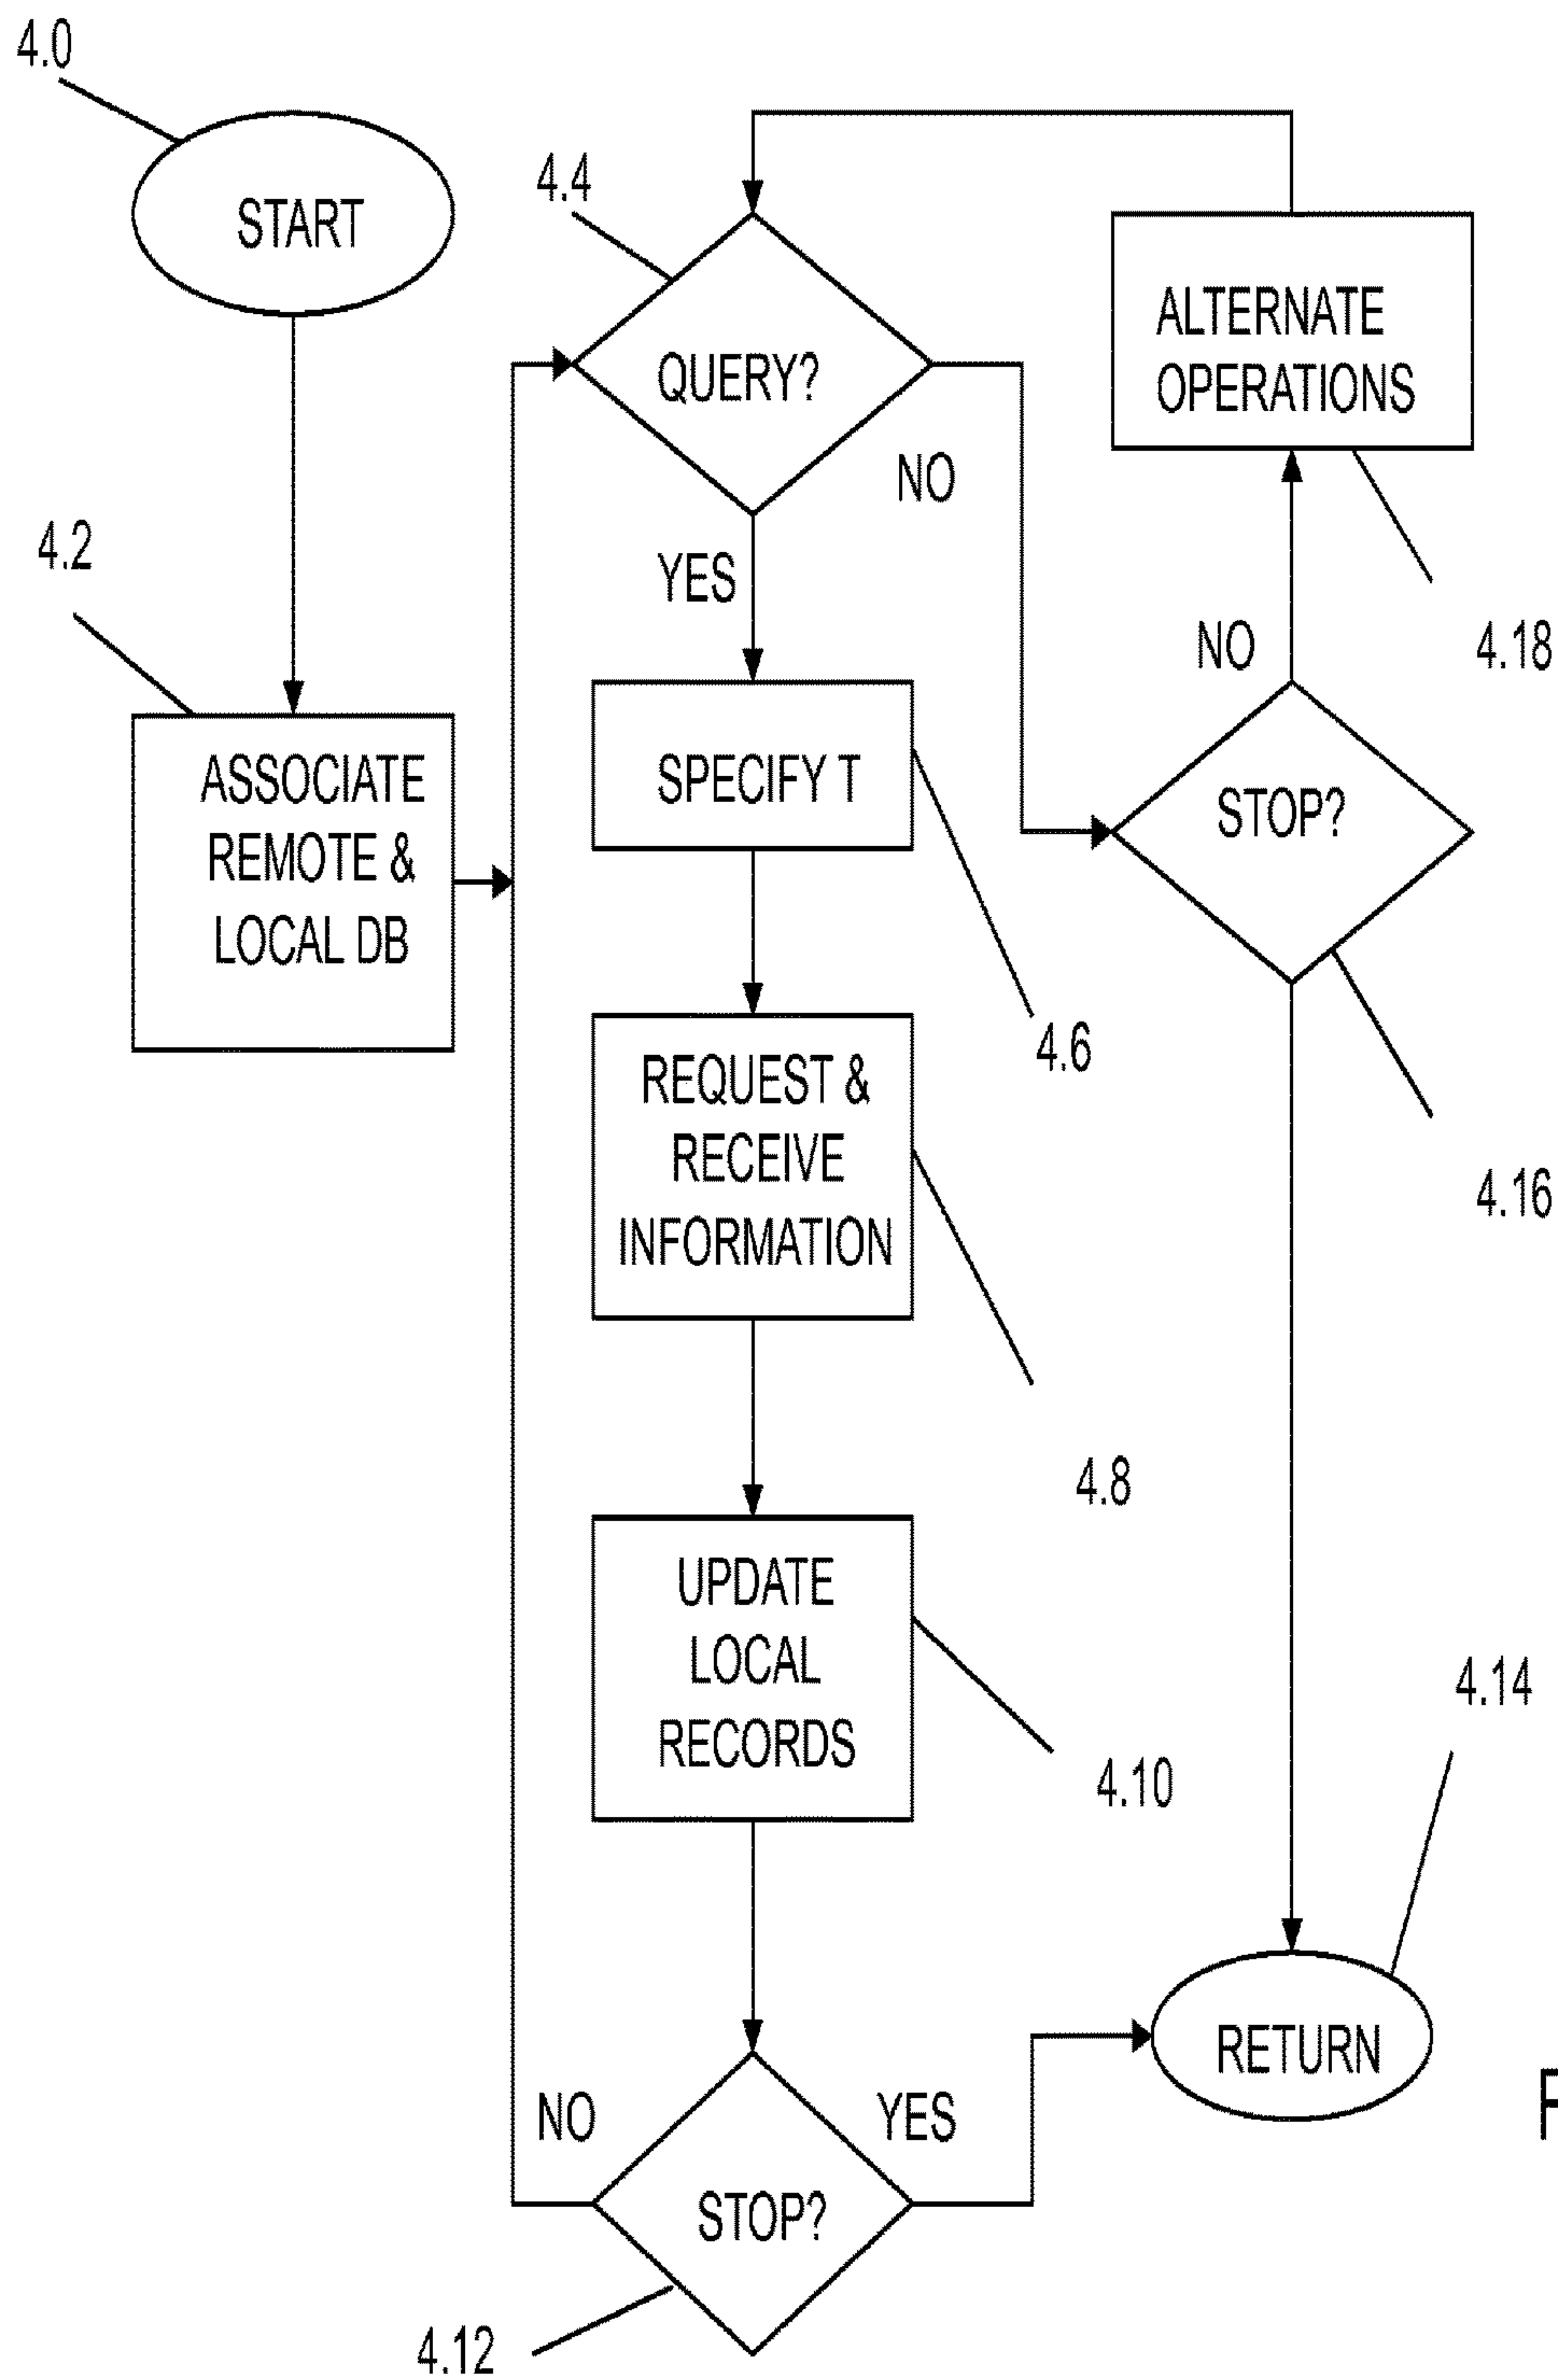 4.0
START
4.2
ASSOCIATE
REMOTE &
LOCAL DB
4.4
QUERY?
NO
YES
SPECIFY T
4.6
REQUEST &
RECEIVE
INFORMATION
4.8
UPDATE
LOCAL
RECORDS
4.10
NO
YES
STOP?
4.12
ALTERNATE
OPERATIONS
4.18
NO
STOP?
4.16
4.14
RETURN